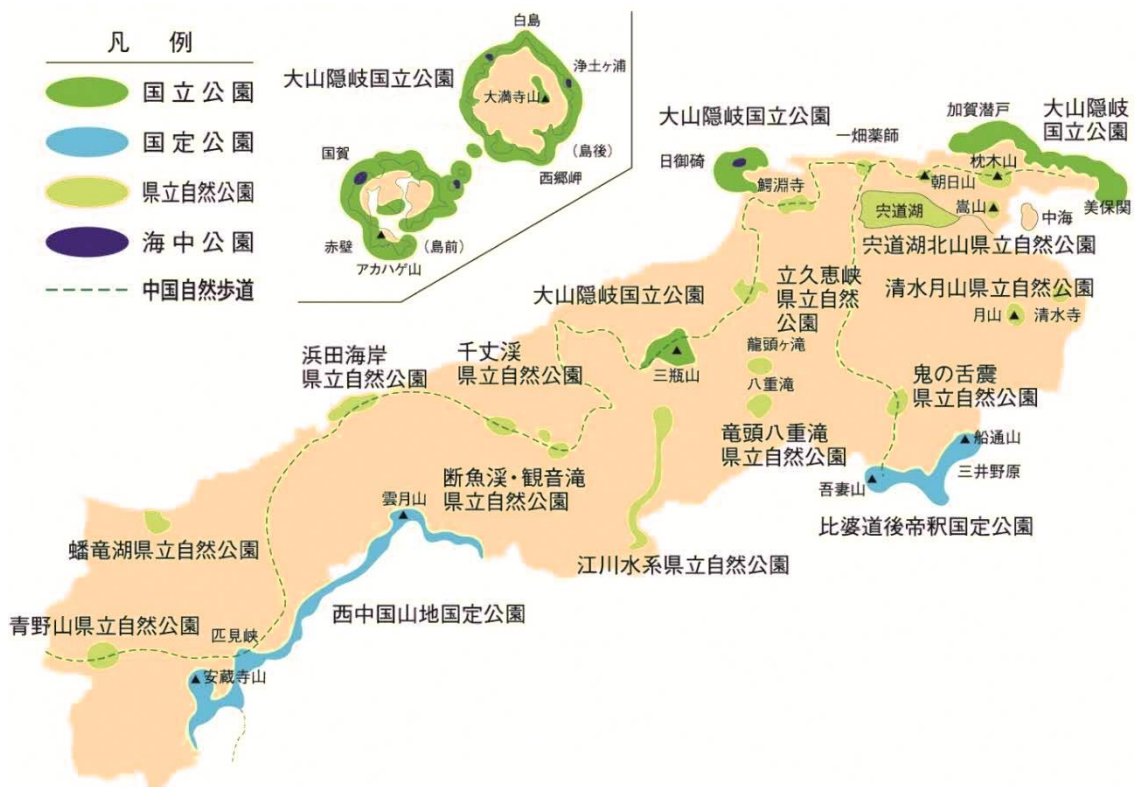 凡 例
国立公園
国定公園
県立自然公園
海中公園
中国自然歩道
白島
大山隠岐国立公園
浄土ヶ浦
大満寺山
国賀
(島後)
西郷岬
赤壁
(島前)
アカハゲ山
大山隠岐国立公園
日御碕
鰐淵寺
一畑薬師
加賀潜戸
大山隠岐
国立公園
枕木山
朝日山
宍道湖
嵩山
中海
美保関
宍道湖北山県立自然公園
大山隠岐国立公園
立久恵峡
県立自然
公園
清水月山県立自然公園
月山
清水寺
三瓶山
龍頭ヶ滝
八重滝
竜頭八重滝
県立自然公園
鬼の舌震
県立自然公園
船通山
三井野原
吾妻山
比婆道後帝釈国定公園
浜田海岸
県立自然公園
千丈渓
県立自然公園
断魚渓・観音滝
県立自然公園
雲月山
江川水系県立自然公園
蟠竜湖県立自然公園
西中国山地国定公園
青野山県立自然公園
匹見峡
安蔵寺山